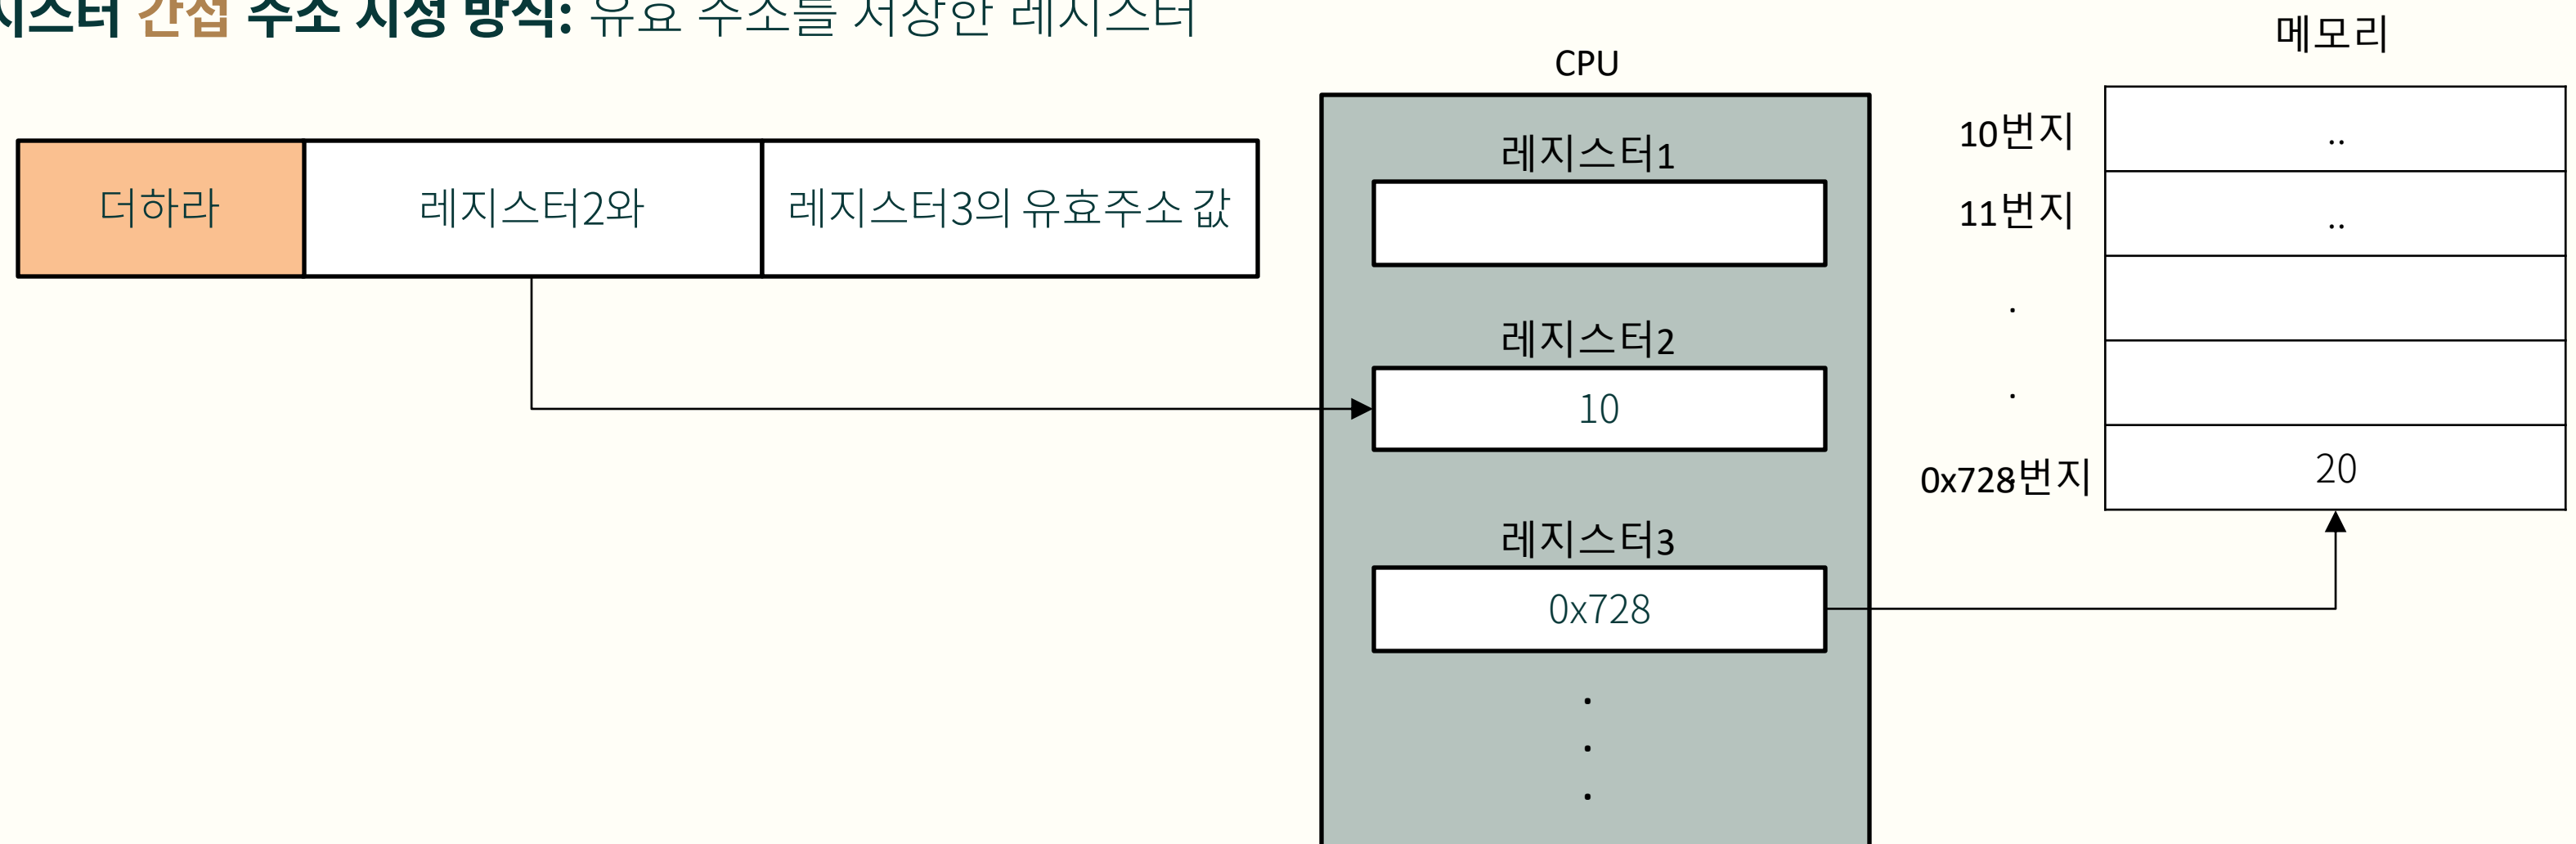 스터 간접 주소 지정 방식: 유효 주소를 저장한 레지스터
더하라
레지스터2와
레지스터3의 유효주소 값
CPU
레지스터1
레지스터2
10
레지스터3
0x728
.
.
.
메모리
10번지
..
11번지
..
.
.
0x728번지
20